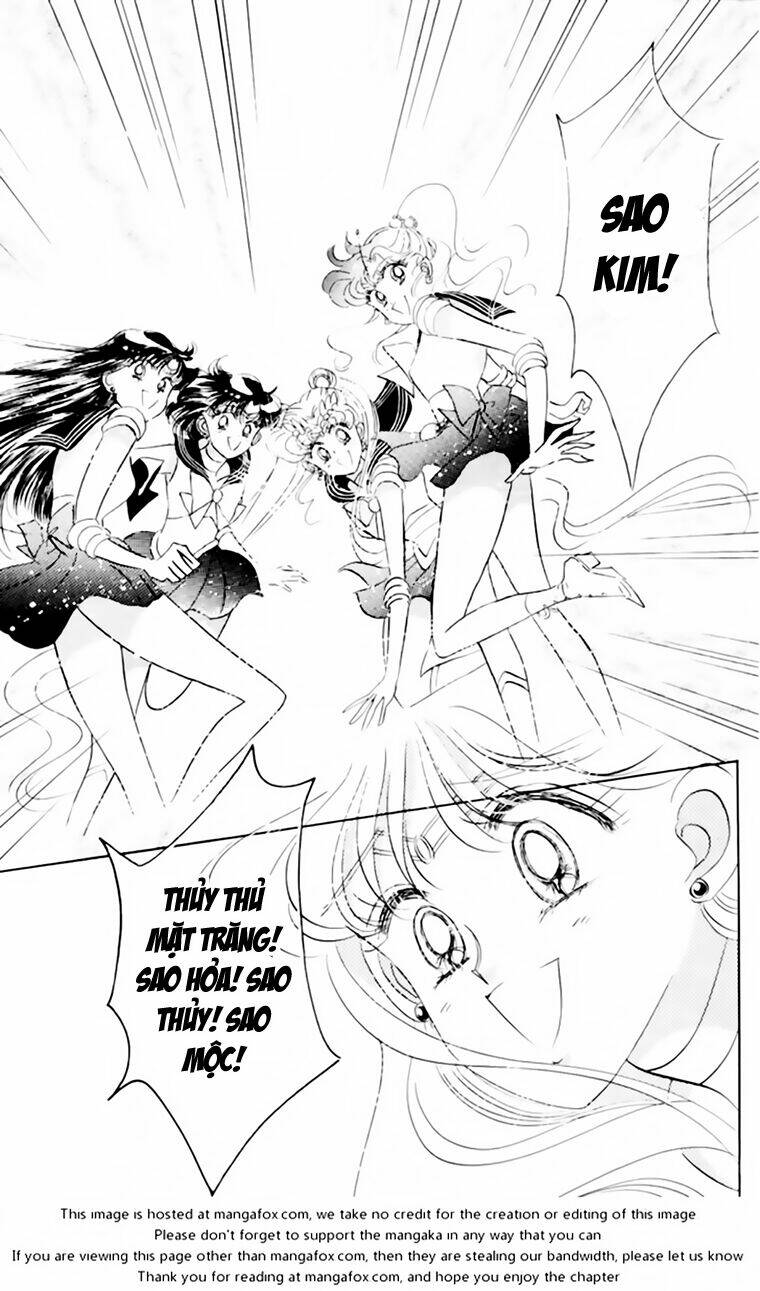 SAO
KIM!
THỦY THỦ
MẶT TRĂNG!
SAO HỎA! SAO
THỦY! SAO
MỘC!
This image is hosted at mangafox.com, we take no credit for the creation or editing of this image
Please don't forget to support the mangaka in any way that you can
If you are viewing this page other than mangafox.com, then they are stealing our bandwidth, please let us know
Thank you for reading at mangafox.com, and hope you enjoy the chapter